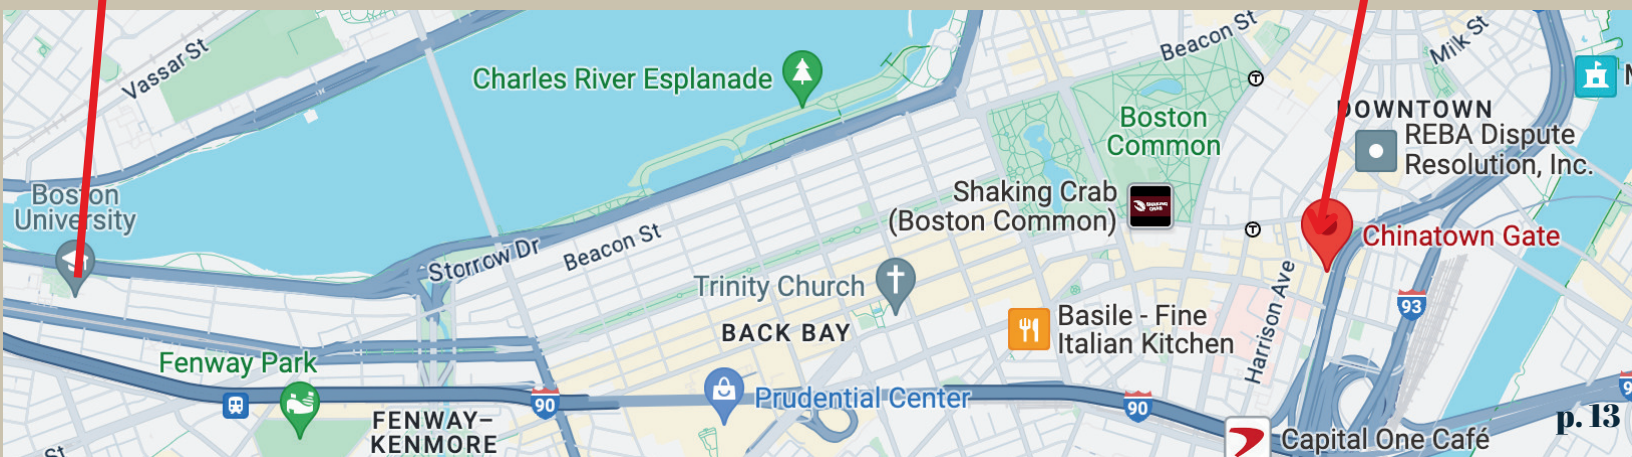 Beacon St
Milk St
Vassar St
Charles River Esplanade
DOWNTOWN
Boston
Common
REBA Dispute
Resolution, Inc.
Boston
University
Shaking Crab
(Boston Common)
Chinatown Gate
Storrow Dr
Beacon St
Trinity Church
Harrison Ave
93
BACK BAY
Basile - Fine
Italian Kitchen
Fenway Park
Prudential Center
90
90
FENWAY–
KENMORE
p. 13
Capital One Café
St
T
T